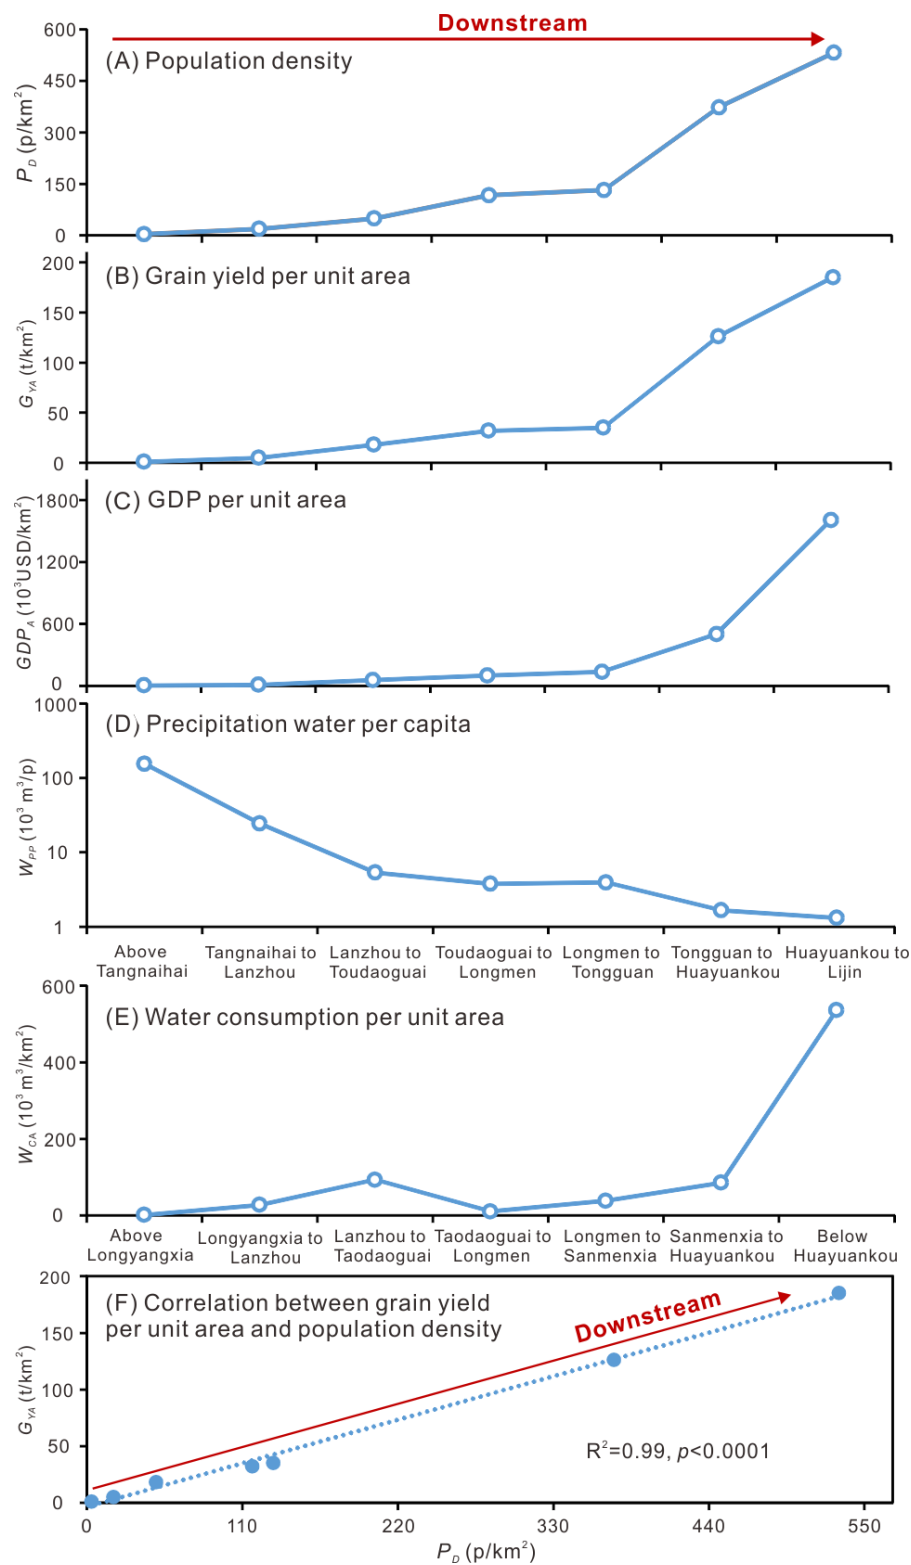 Downstream
(A) Population density
600
450
300
150
0
P_D (p/km²)
(B) Grain yield per unit area
200
150
100
50
0
G_YA (t/km²)
(C) GDP per unit area
1800
1200
600
0
GDP_A (10³USD/km²)
(D) Precipitation water per capita
1000
100
10
1
W_PP (10³ m³/p)
Above Tangnaihai
Tangnaihai to Lanzhou
Lanzhou to Toudaoguai
Toudaoguai to Longmen
Longmen to Tongguan
Tongguan to Huayuankou
Huayuankou to Lijin
(E) Water consumption per unit area
600
400
200
0
W_CA (10³ m³/km²)
Above Longyangxia
Longyangxia to Lanzhou
Lanzhou to Taodaoguai
Taodaoguai to Longmen
Longmen to Sanmenxia
Sanmenxia to Huayuankou
Below Huayuankou
(F) Correlation between grain yield
per unit area and population density
Downstream
200
150
100
50
0
G_YA (t/km²)
R²=0.99, p<0.0001
0
110
220
330
440
550
P_D (p/km²)